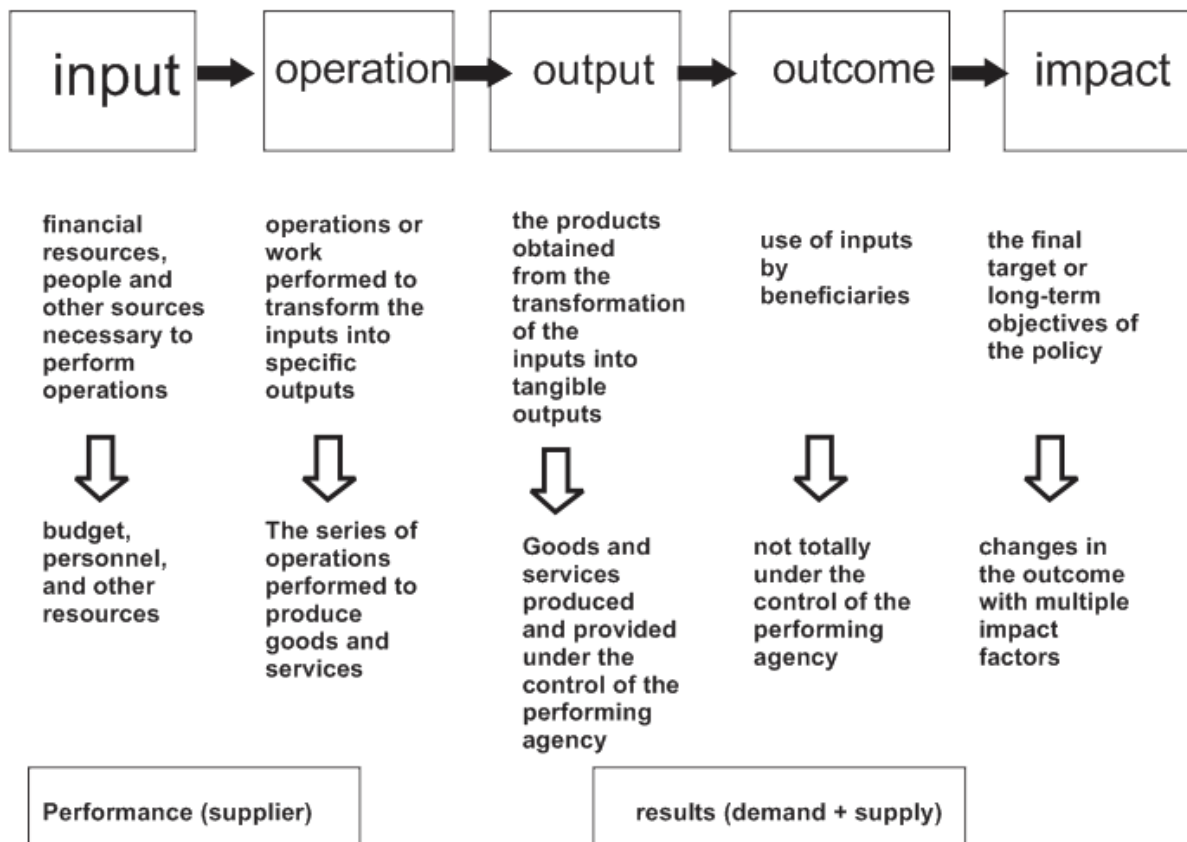 input
operation
output
outcome
impact
financial
resources,
people and
other sources
necessary to
perform
operations
operations or
work
performed to
transform the
inputs into
specific
outputs
the products
obtained
from the
transformation
of the
inputs into
tangible
outputs
use of inputs
by
beneficiaries
the final
target or
long-term
objectives of
the policy
budget,
personnel,
and other
resources
The series of
operations
performed to
produce
goods and
services
Goods and
services
produced
and provided
under the
control of the
performing
agency
not totally
under the
control of the
performing
agency
changes in
the outcome
with multiple
impact
factors
Performance (supplier)
results (demand + supply)